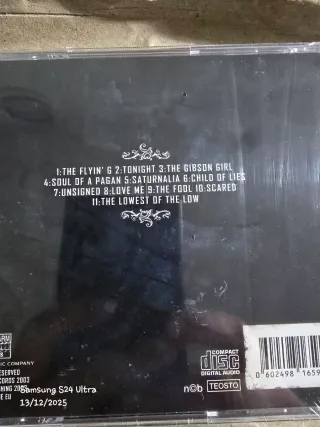 1:THE FLYIN' G 2:TONIGHT 3:THE GIBSON GIRL
4:SOUL OF A PAGAN 5:SATURNALIA 6:CHILD OF LIES
7:UNSIGNED 8:LOVE ME 9:THE FOOL 10:SCARED
11:THE LOWEST OF THE LOW
COMPACT
disc
DIGITAL AUDIO
n©b TEOSTO
IC COMPANY
RESERVED
CORDS 2003
0 602498 1659
Samsung S24 Ultra
13/12/2025